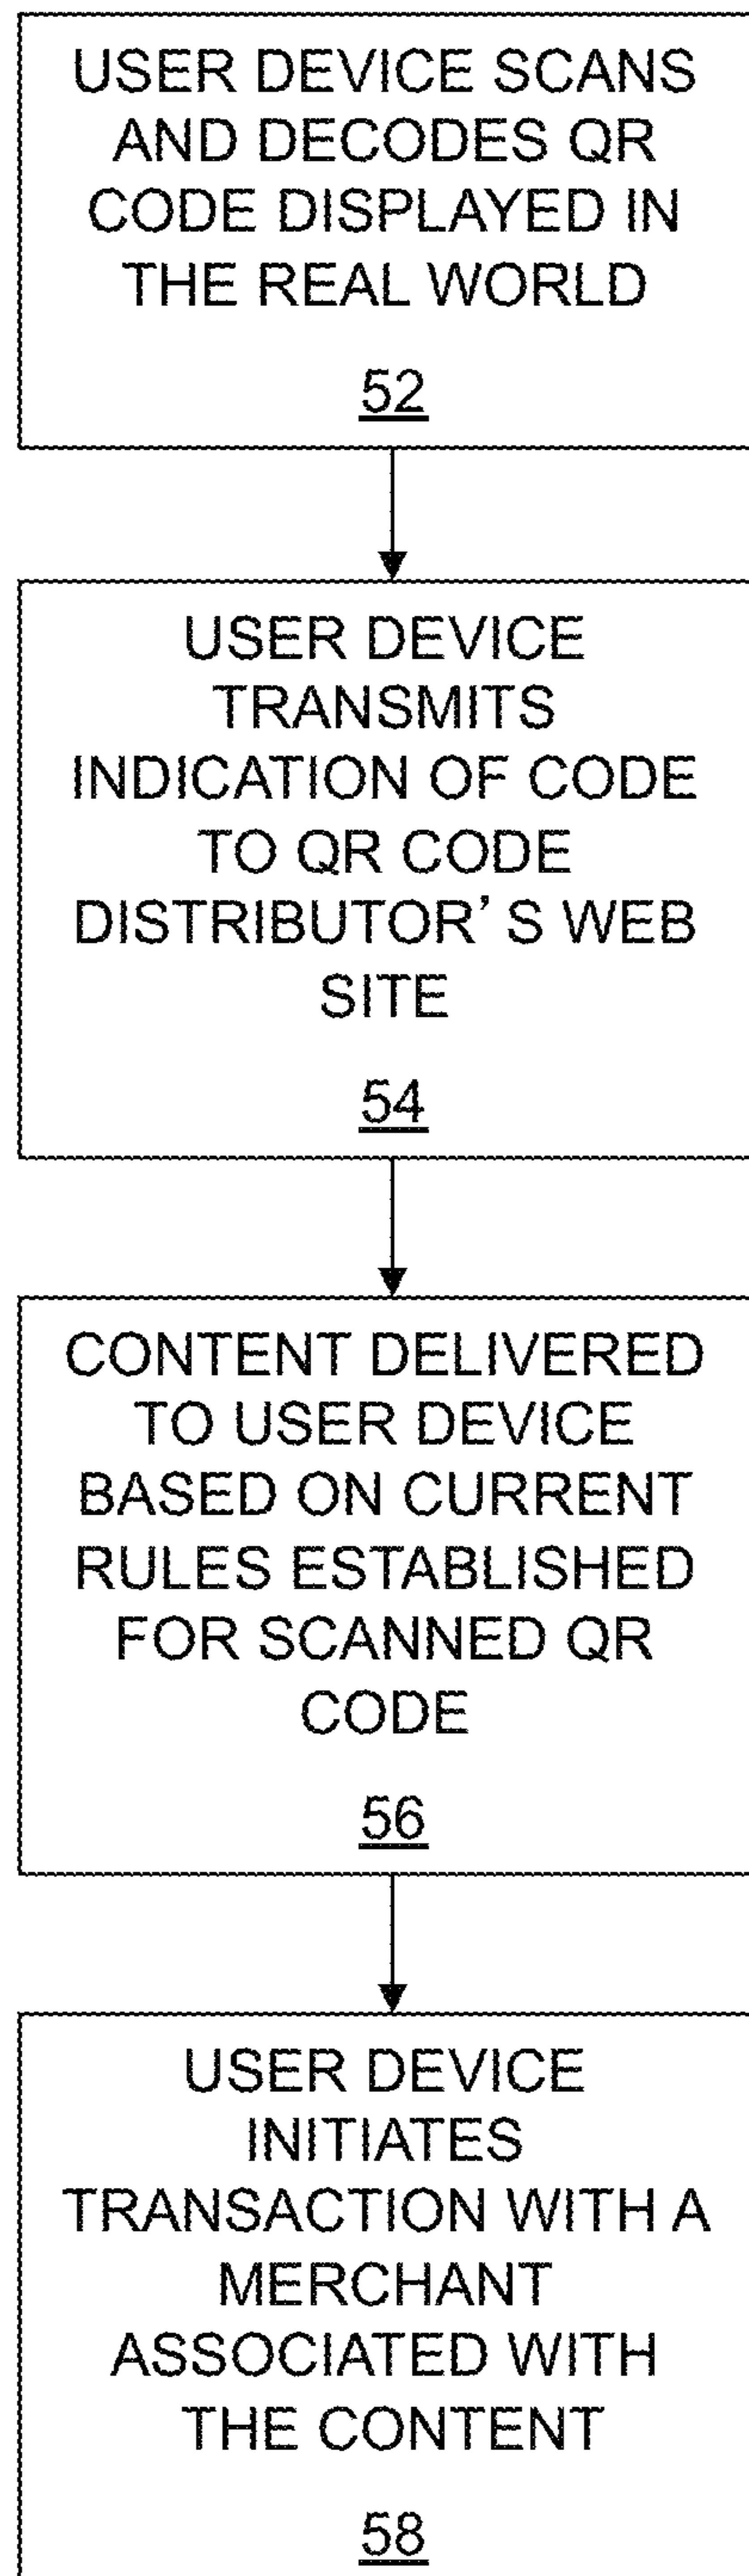 USER DEVICE SCANS
AND DECODES QR
CODE DISPLAYED IN
THE REAL WORLD
52
USER DEVICE
TRANSMITS
INDICATION OF CODE
TO QR CODE
DISTRIBUTOR'S WEB
SITE
54
CONTENT DELIVERED
TO USER DEVICE
BASED ON CURRENT
RULES ESTABLISHED
FOR SCANNED QR
CODE
56
USER DEVICE
INITIATES
TRANSACTION WITH A
MERCHANT
ASSOCIATED WITH
THE CONTENT
58